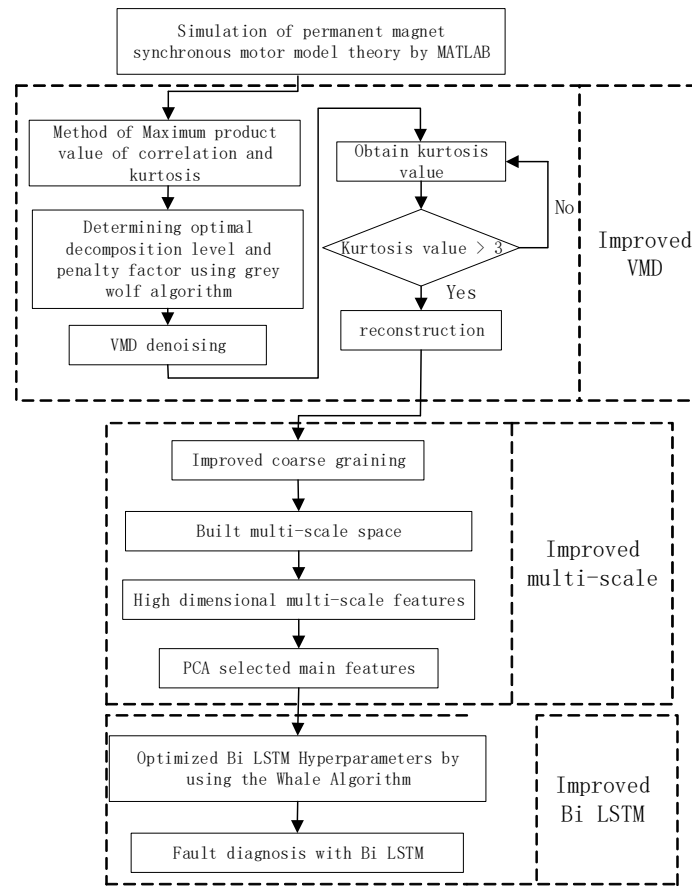 Simulation of permanent magnet
synchronous motor model theory by MATLAB
Method of Maximum product
value of correlation and
kurtosis
Determining optimal
decomposition level and
penalty factor using grey
wolf algorithm
VMD denoising
Obtain kurtosis
value
No
Kurtosis value > 3
Yes
reconstruction
Improved
VMD
Improved coarse graining
Built multi-scale space
High dimensional multi-scale features
PCA selected main features
Improved
multi-scale
Optimized Bi LSTM Hyperparameters by
using the Whale Algorithm
Fault diagnosis with Bi LSTM
Improved
Bi LSTM